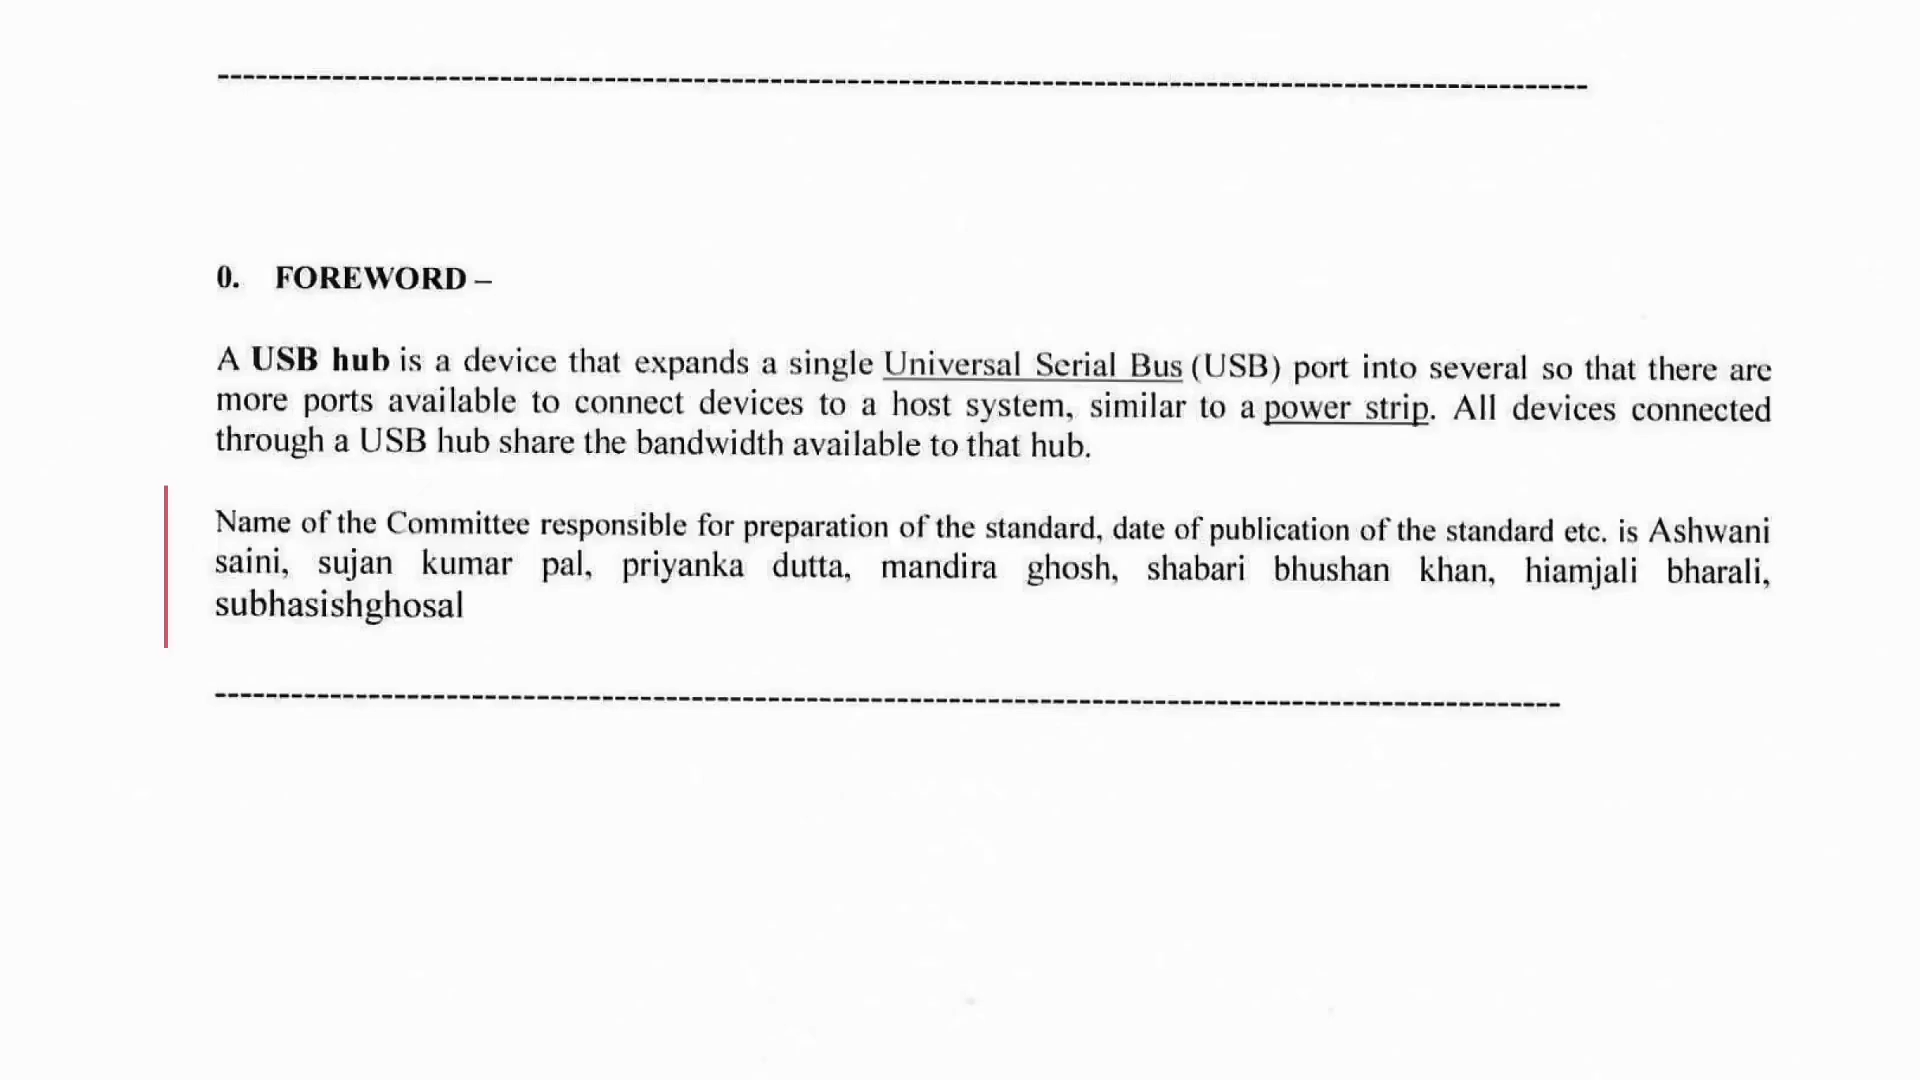 0. FOREWORD –
A USB hub is a device that expands a single Universal Serial Bus (USB) port into several so that there are
more ports available to connect devices to a host system, similar to a power strip. All devices connected
through a USB hub share the bandwidth available to that hub.
Name of the Committee responsible for preparation of the standard, date of publication of the standard etc. is Ashwani
saini, sujan kumar pal, priyanka dutta, mandira ghosh, shabari bhushan khan, hiamjali bharali,
subhasishghosal